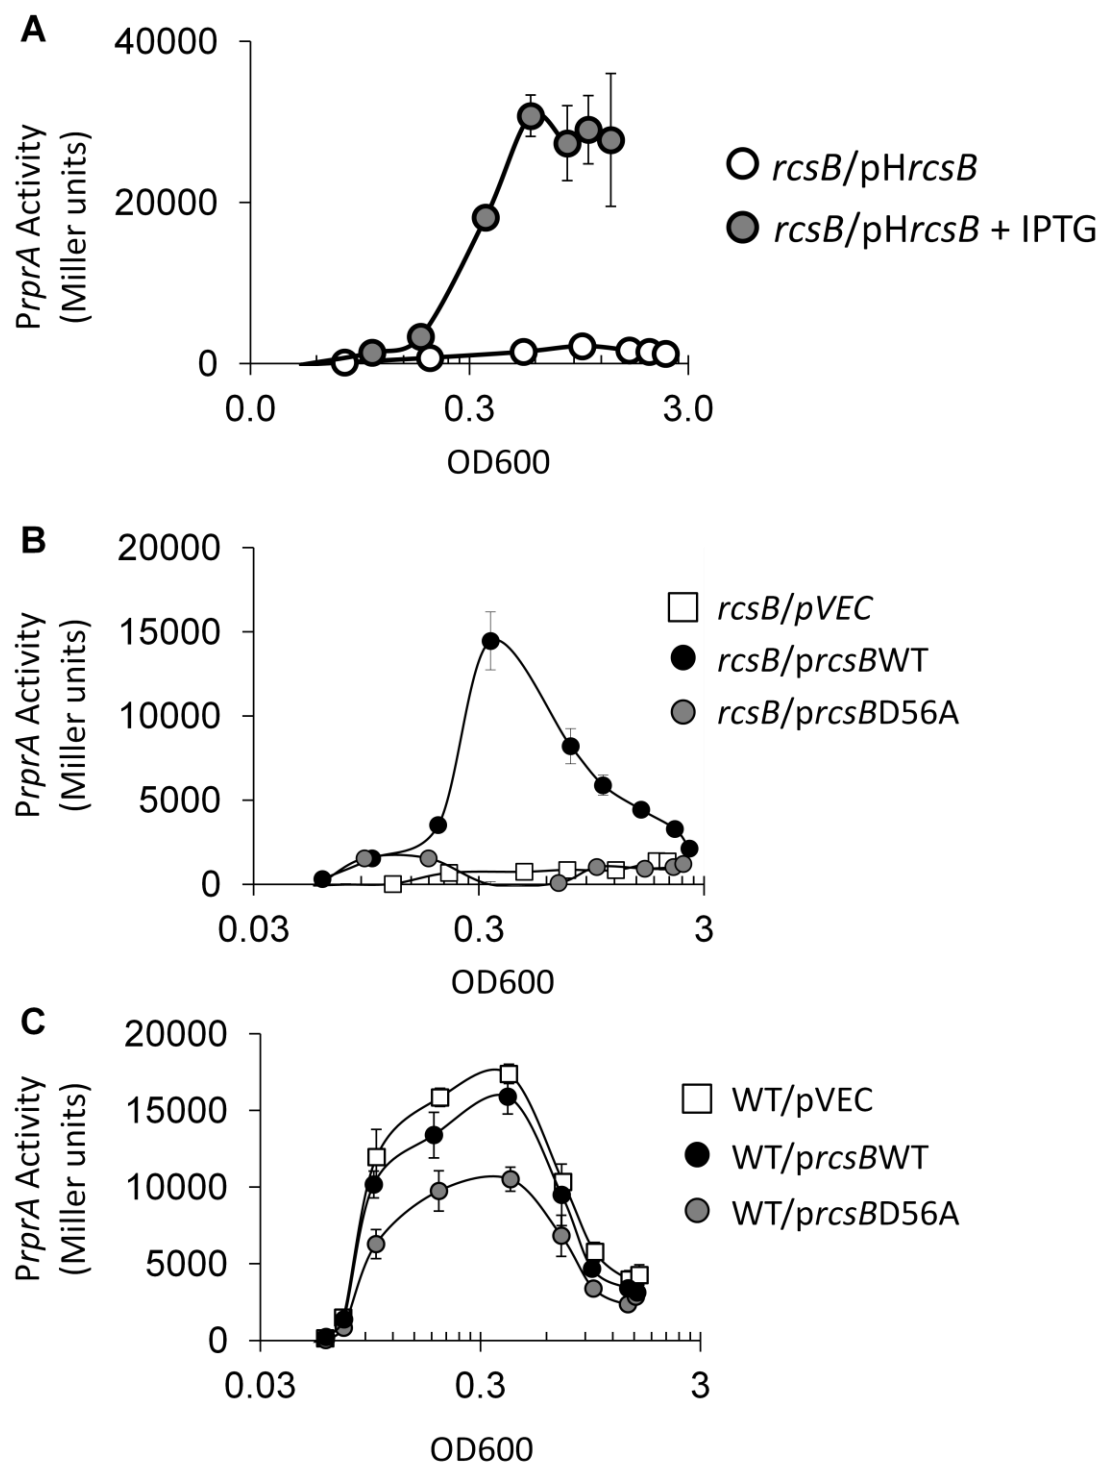 A
40000
20000
0
PrprA Activity
(Miller units)
0.0
0.3
3.0
OD600
rcsB/pHrcsB
rcsB/pHrcsB + IPTG
B
20000
15000
10000
5000
0
PrprA Activity
(Miller units)
0.03
0.3
3
OD600
rcsB/pVEC
rcsB/prcsBWT
rcsB/prcsBD56A
C
20000
15000
10000
5000
0
PrprA Activity
(Miller units)
0.03
0.3
3
OD600
WT/pVEC
WT/prcsBWT
WT/prcsBD56A